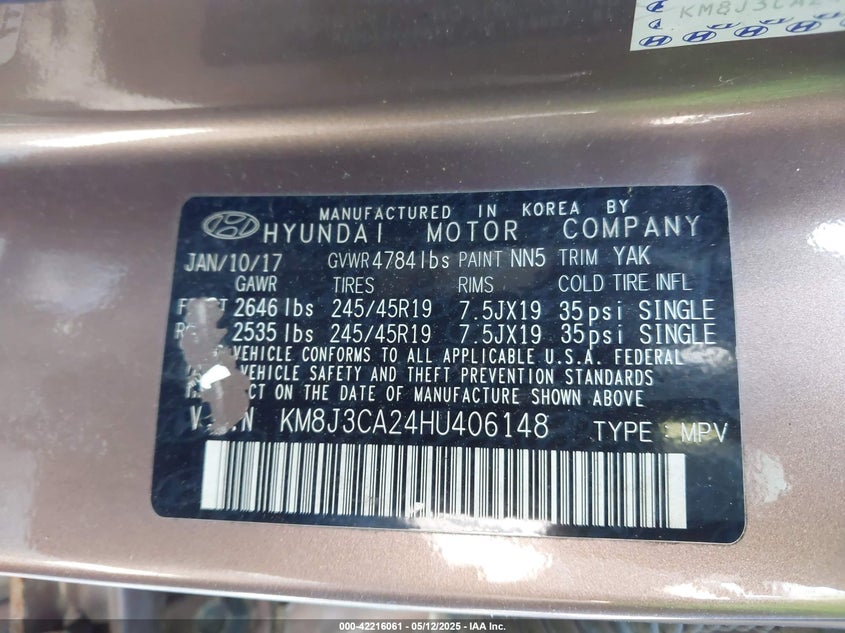 KM8J3CA2
MANUFACTURED IN KOREA BY
HYUNDAI MOTOR COMPANY
JAN/10/17 GVWR 4784lbs PAINT NN5 TRIM YAK
GAWR TIRES RIMS COLD TIRE INFL
2646 lbs 245/45R19 7.5JX19 35psi SINGLE
2535 lbs 245/45R19 7.5JX19 35psi SINGLE
VEHICLE CONFORMS TO ALL APPLICABLE U.S.A. FEDERAL
VEHICLE SAFETY AND THEFT PREVENTION STANDARDS
ON THE DATE OF MANUFACTURE SHOWN ABOVE
KM8J3CA24HU406148 TYPE : MPV
000-42216061 - 05/12/2025 - IAA Inc.